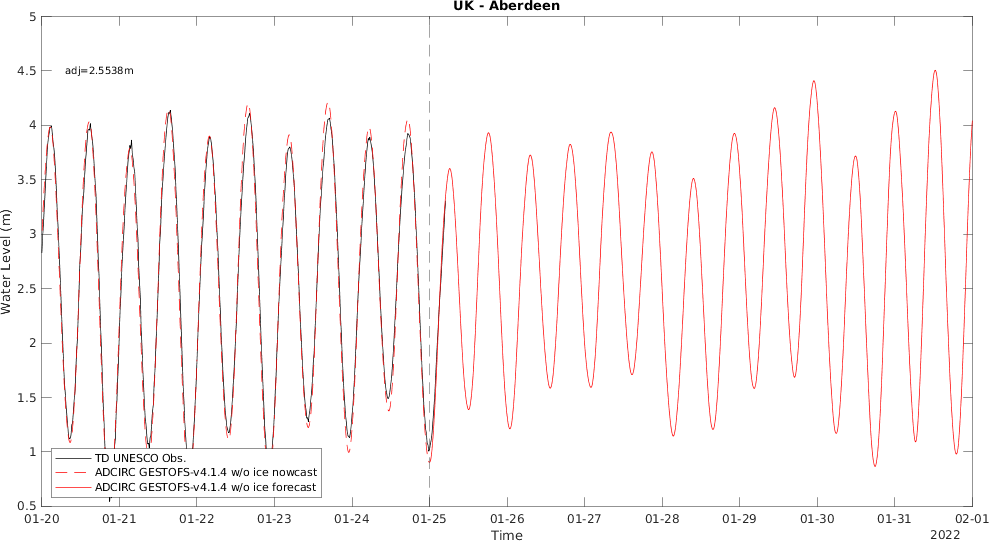 UK - Aberdeen
5
4.5
4
3.5
3
2.5
2
1.5
1
0.5
Water Level (m)
adj=2.5538m
TD UNESCO Obs.
ADCIRC GESTOFS-v4.1.4 w/o ice nowcast
ADCIRC GESTOFS-v4.1.4 w/o ice forecast
01-20 01-21 01-22 01-23 01-24 01-25 01-26 01-27 01-28 01-29 01-30 01-31 02-01
Time
2022